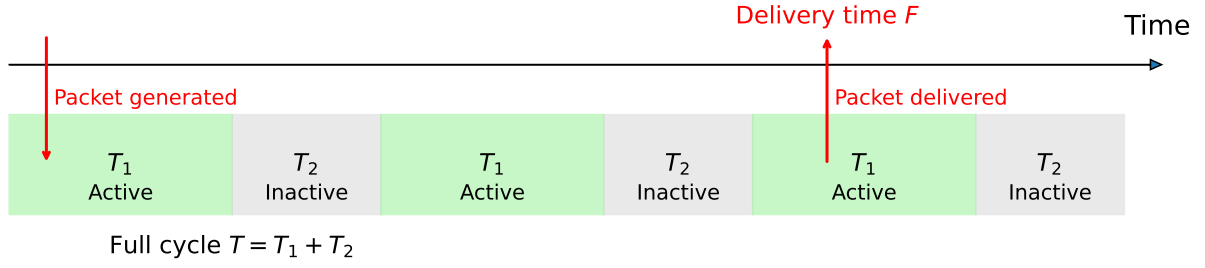 Delivery time F
Time
Packet generated
Packet delivered
T₁
Active
T₂
Inactive
T₁
Active
T₂
Inactive
T₁
Active
T₂
Inactive
Full cycle T = T₁ + T₂